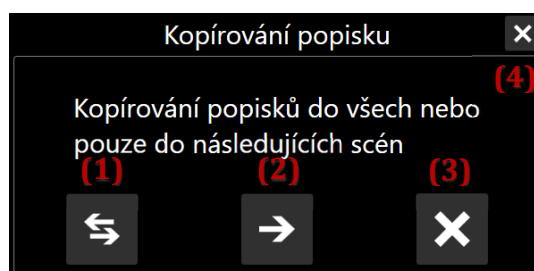 Kopírování popisku
(4)
Kopírování popisků do všech nebo
pouze do následujících scén
(1) (2) (3)